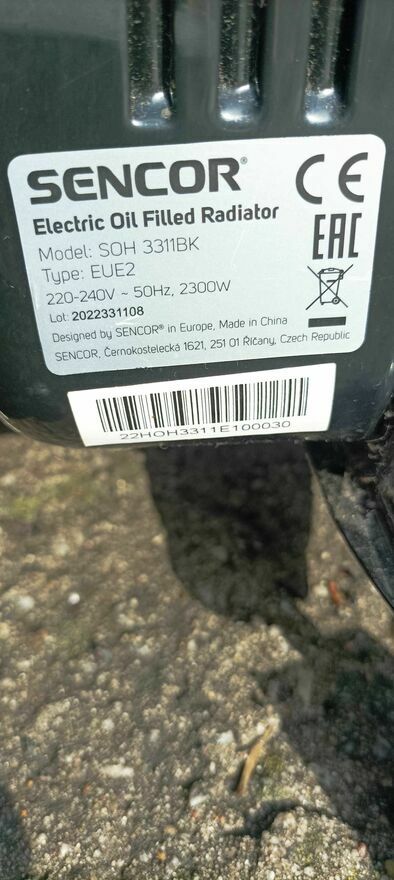 SENCOR®
CE
Electric Oil Filled Radiator
EAC
Model: SOH 3311BK
Type: EUE2
220-240V ~ 50Hz, 2300W
Lot: 2022331108
Designed by SENCOR® in Europe, Made in China
SENCOR, Černokostelecká 1621, 251 01 Říčany, Czech Republic
22HOH3311E100030